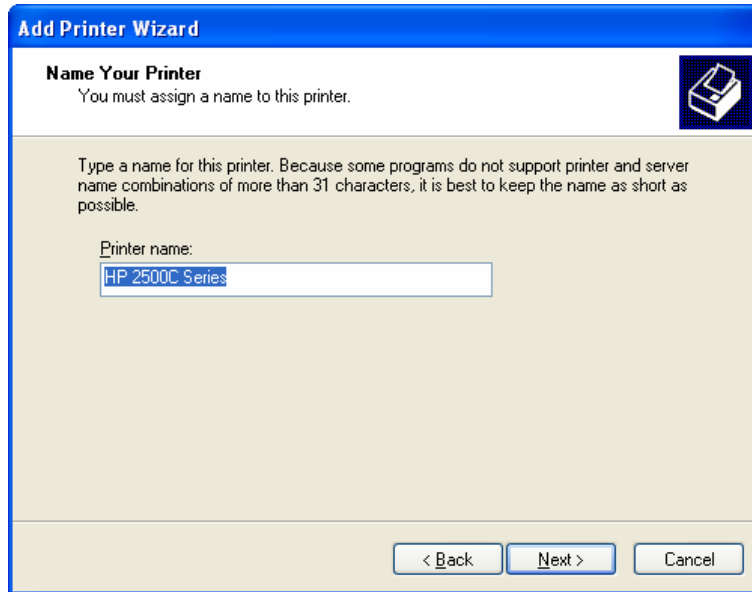 Add Printer Wizard
Name Your Printer
You must assign a name to this printer.
Type a name for this printer. Because some programs do not support printer and server
name combinations of more than 31 characters, it is best to keep the name as short as
possible.
Printer name:
HP 2500C Series
< Back
Next >
Cancel